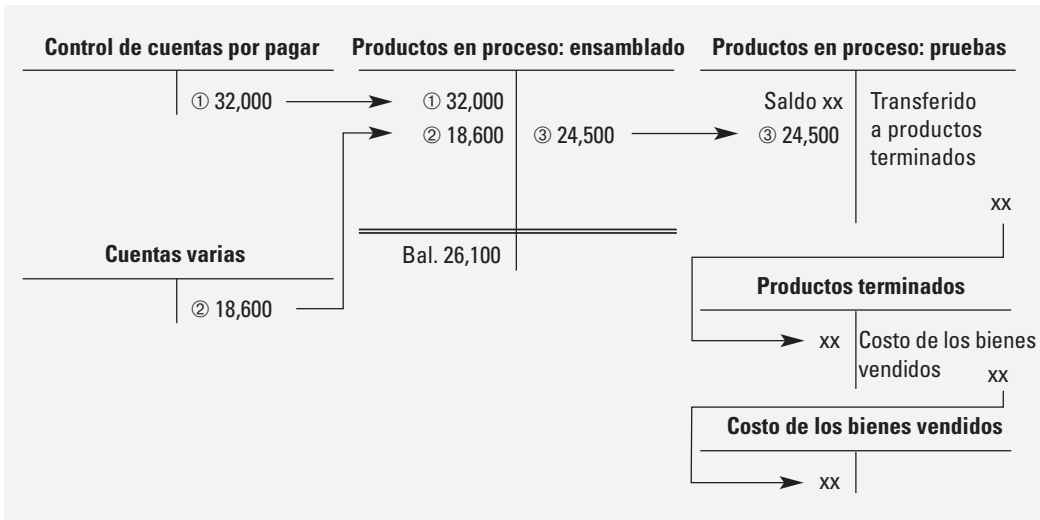 Control de cuentas por pagar
① 32,000
Productos en proceso: ensamblado
① 32,000
② 18,600
③ 24,500
Bal. 26,100
Productos en proceso: pruebas
Saldo xx
③ 24,500
Transferido
a productos
terminados
xx
Cuentas varias
② 18,600
Productos terminados
xx
Costo de los bienes
vendidos
xx
Costo de los bienes vendidos
xx